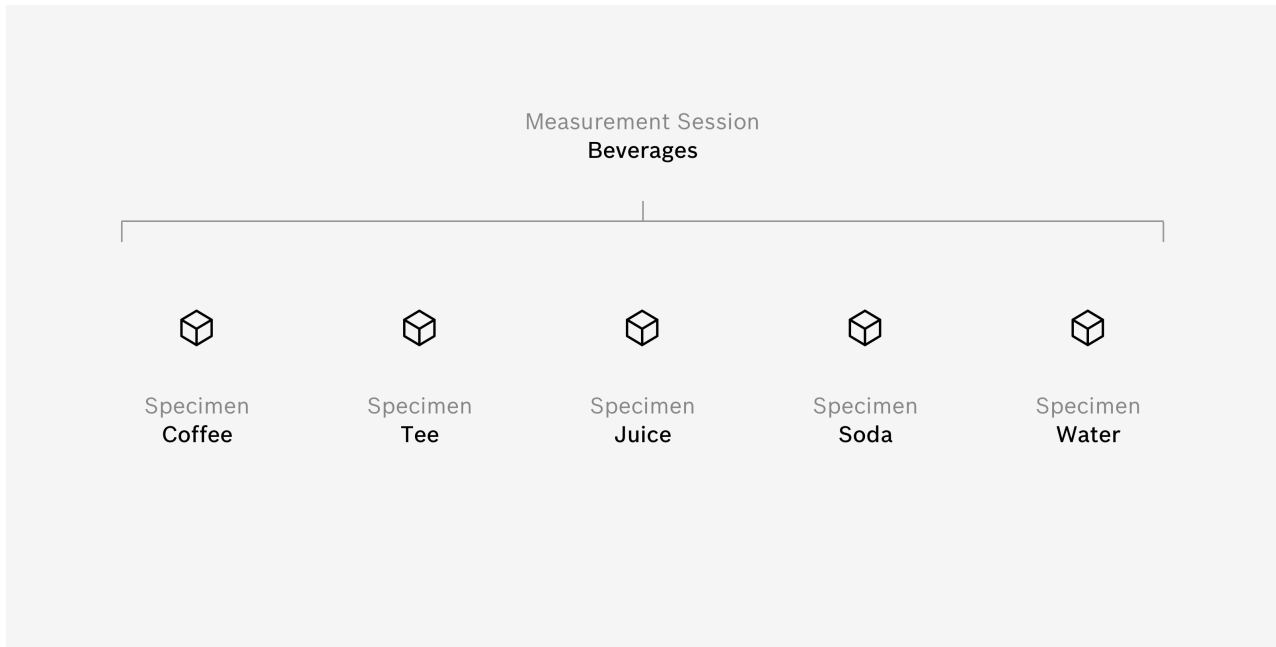 Measurement Session
Beverages
Specimen
Coffee
Specimen
Tee
Specimen
Juice
Specimen
Soda
Specimen
Water